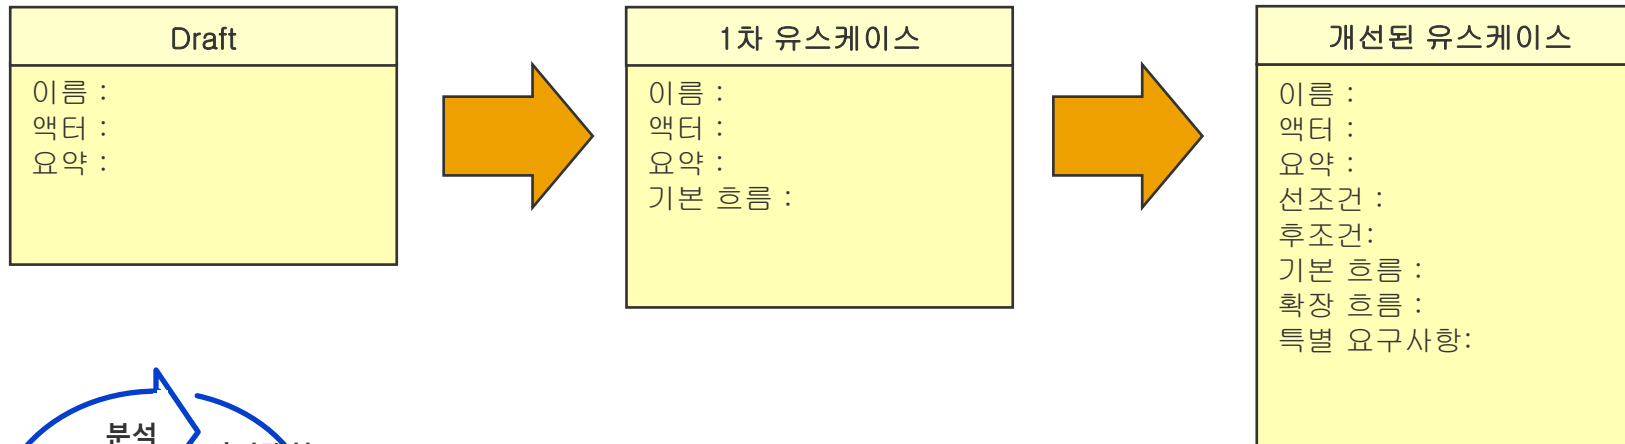 Draft
이름 :
액터 :
요약 :
1차 유스케이스
이름 :
액터 :
요약 :
기본 흐름 :
개선된 유스케이스
이름 :
액터 :
요약 :
선조건 :
후조건:
기본 흐름 :
확장 흐름 :
특별 요구사항:
분석